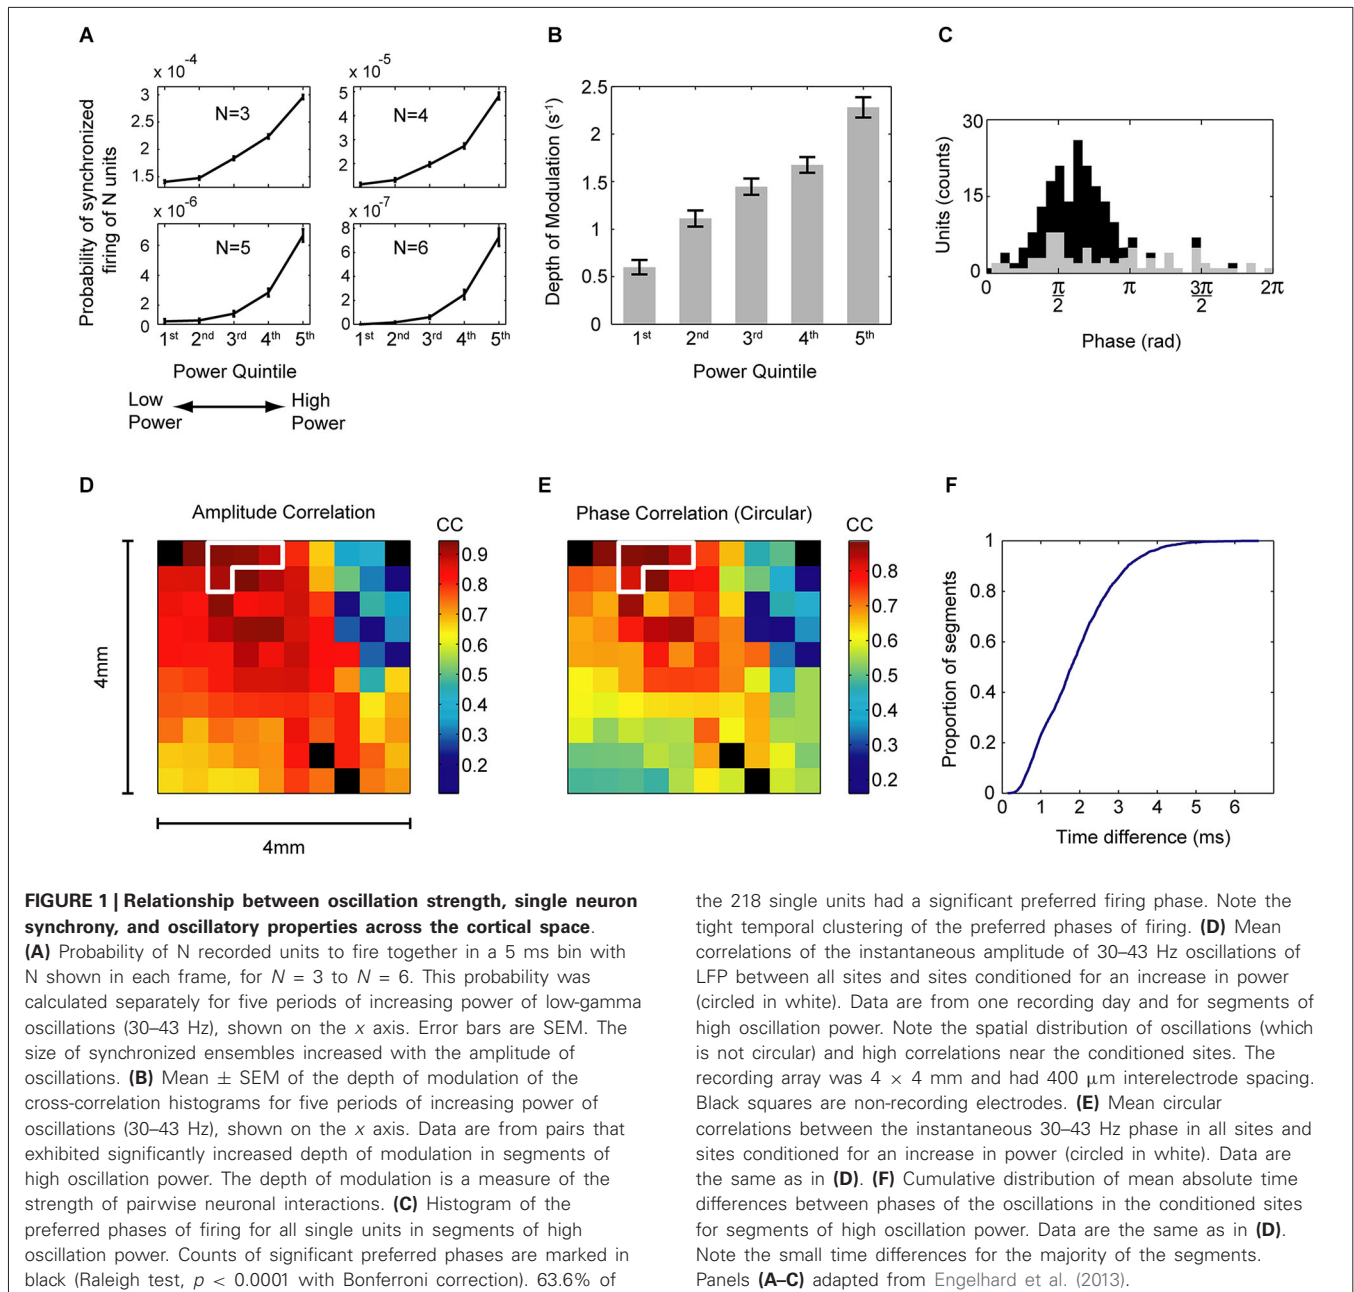 A
Probability of synchronized
firing of N units
x 10-4
3
2.5
2
1.5
N=3
x 10-5
5
4
3
2
N=4
x 10-6
6
4
2
0
N=5
1st 2nd 3rd 4th 5th
x 10-7
8
6
4
2
0
N=6
1st 2nd 3rd 4th 5th
Power Quintile
Low
Power
High
Power
B
Depth of Modulation (s-1)
2.5
2
1.5
1
0.5
0
1st 2nd 3rd 4th 5th
Power Quintile
C
Units (counts)
30
15
0
0 π/2 π 3π/2 2π
Phase (rad)
D
Amplitude Correlation
CC
0.9
0.8
0.7
0.6
0.5
0.4
0.3
0.2
4mm
4mm
E
Phase Correlation (Circular)
CC
0.8
0.7
0.6
0.5
0.4
0.3
0.2
F
Proportion of segments
1
0.8
0.6
0.4
0.2
0
0 1 2 3 4 5 6
Time difference (ms)
FIGURE 1 | Relationship between oscillation strength, single neuron
synchrony, and oscillatory properties across the cortical space.
(A) Probability of N recorded units to fire together in a 5 ms bin with
N shown in each frame, for N = 3 to N = 6. This probability was
calculated separately for five periods of increasing power of low-gamma
oscillations (30–43 Hz), shown on the x axis. Error bars are SEM. The
size of synchronized ensembles increased with the amplitude of
oscillations. (B) Mean ± SEM of the depth of modulation of the
cross-correlation histograms for five periods of increasing power of
oscillations (30–43 Hz), shown on the x axis. Data are from pairs that
exhibited significantly increased depth of modulation in segments of
high oscillation power. The depth of modulation is a measure of the
strength of pairwise neuronal interactions. (C) Histogram of the
preferred phases of firing for all single units in segments of high
oscillation power. Counts of significant preferred phases are marked in
black (Raleigh test, p < 0.0001 with Bonferroni correction). 63.6% of
the 218 single units had a significant preferred firing phase. Note the
tight temporal clustering of the preferred phases of firing. (D) Mean
correlations of the instantaneous amplitude of 30–43 Hz oscillations of
LFP between all sites and sites conditioned for an increase in power
(circled in white). Data are from one recording day and for segments of
high oscillation power. Note the spatial distribution of oscillations (which
is not circular) and high correlations near the conditioned sites. The
recording array was 4 × 4 mm and had 400 μm interelectrode spacing.
Black squares are non-recording electrodes. (E) Mean circular
correlations between the instantaneous 30–43 Hz phase in all sites and
sites conditioned for an increase in power (circled in white). Data are
the same as in (D). (F) Cumulative distribution of mean absolute time
differences between phases of the oscillations in the conditioned sites
for segments of high oscillation power. Data are the same as in (D).
Note the small time differences for the majority of the segments.
Panels (A–C) adapted from Engelhard et al. (2013).